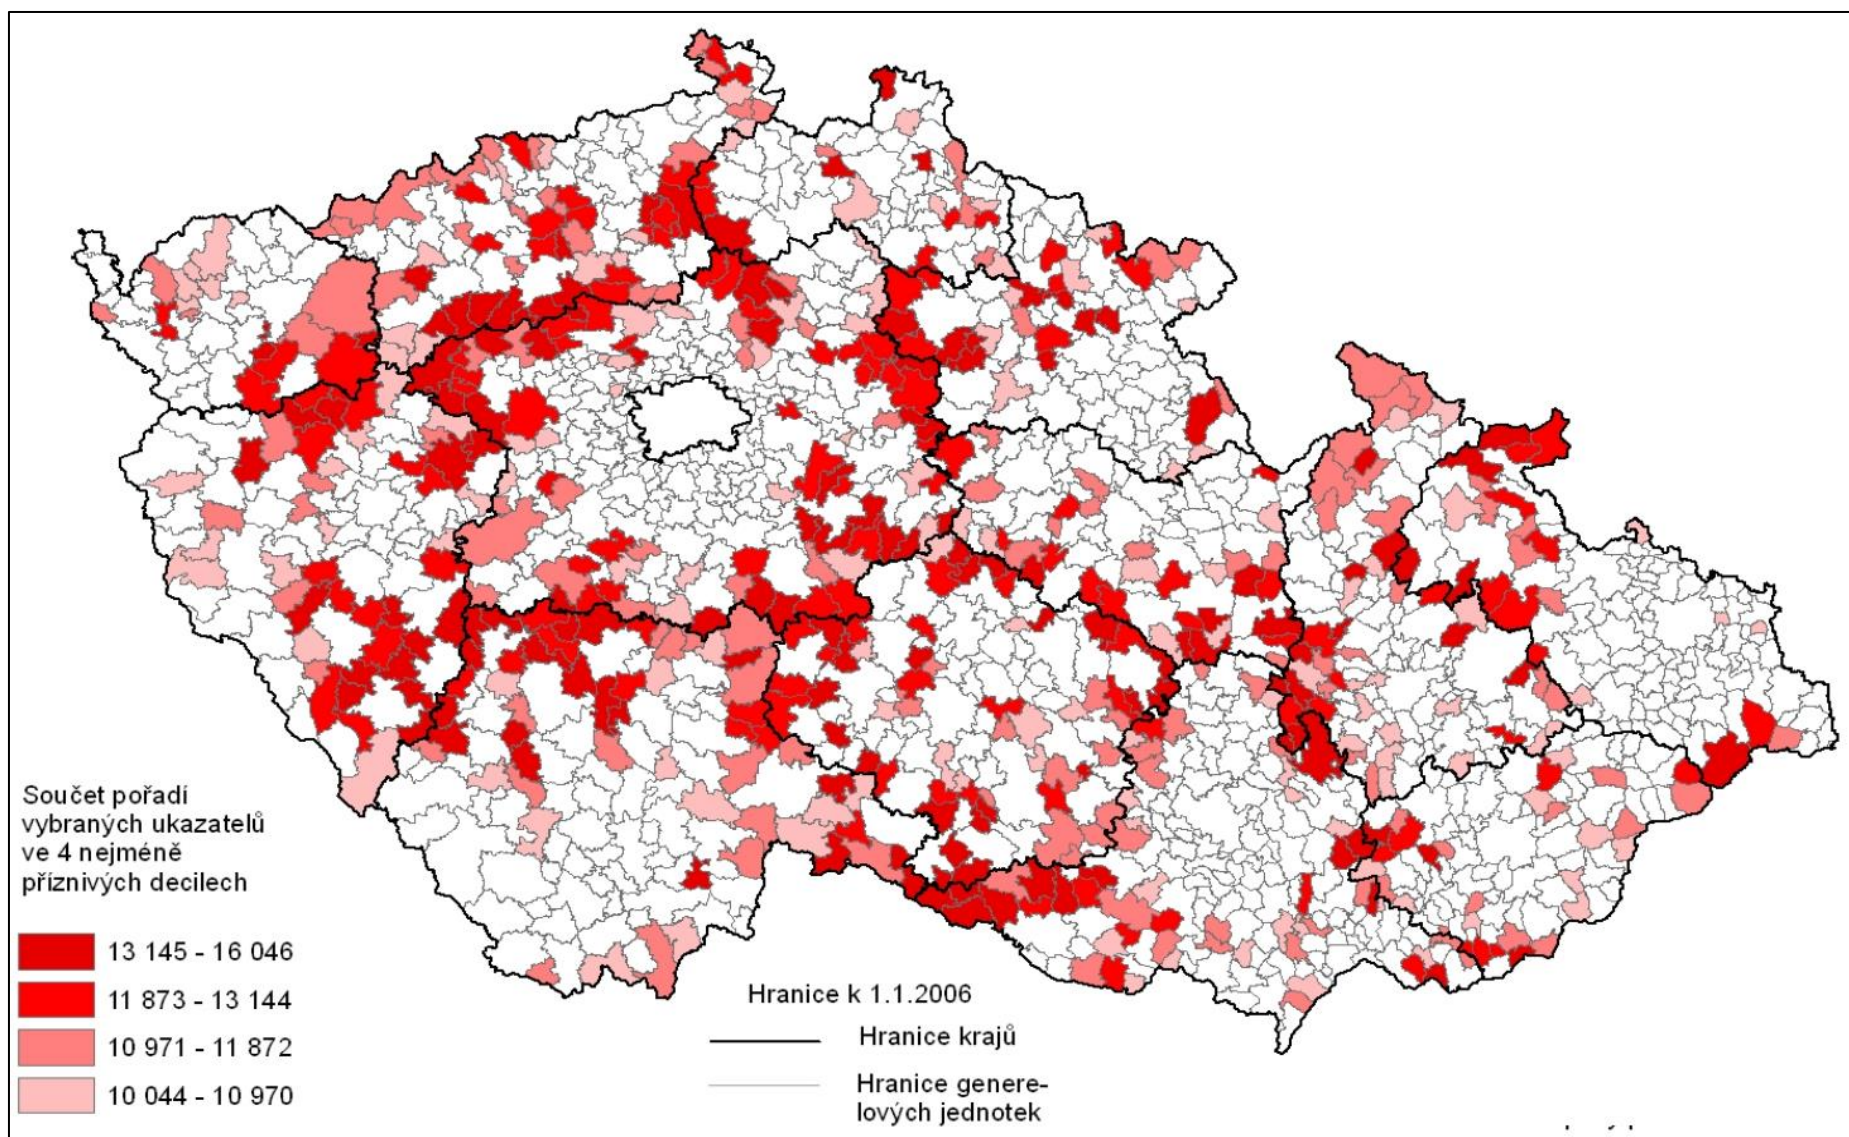 Součet pořadí
vybraných ukazatelů
ve 4 nejméně
příznivých decilech
13 145 - 16 046
11 873 - 13 144
10 971 - 11 872
10 044 - 10 970
Hranice k 1.1.2006
Hranice krajů
Hranice genere-
lových jednotek